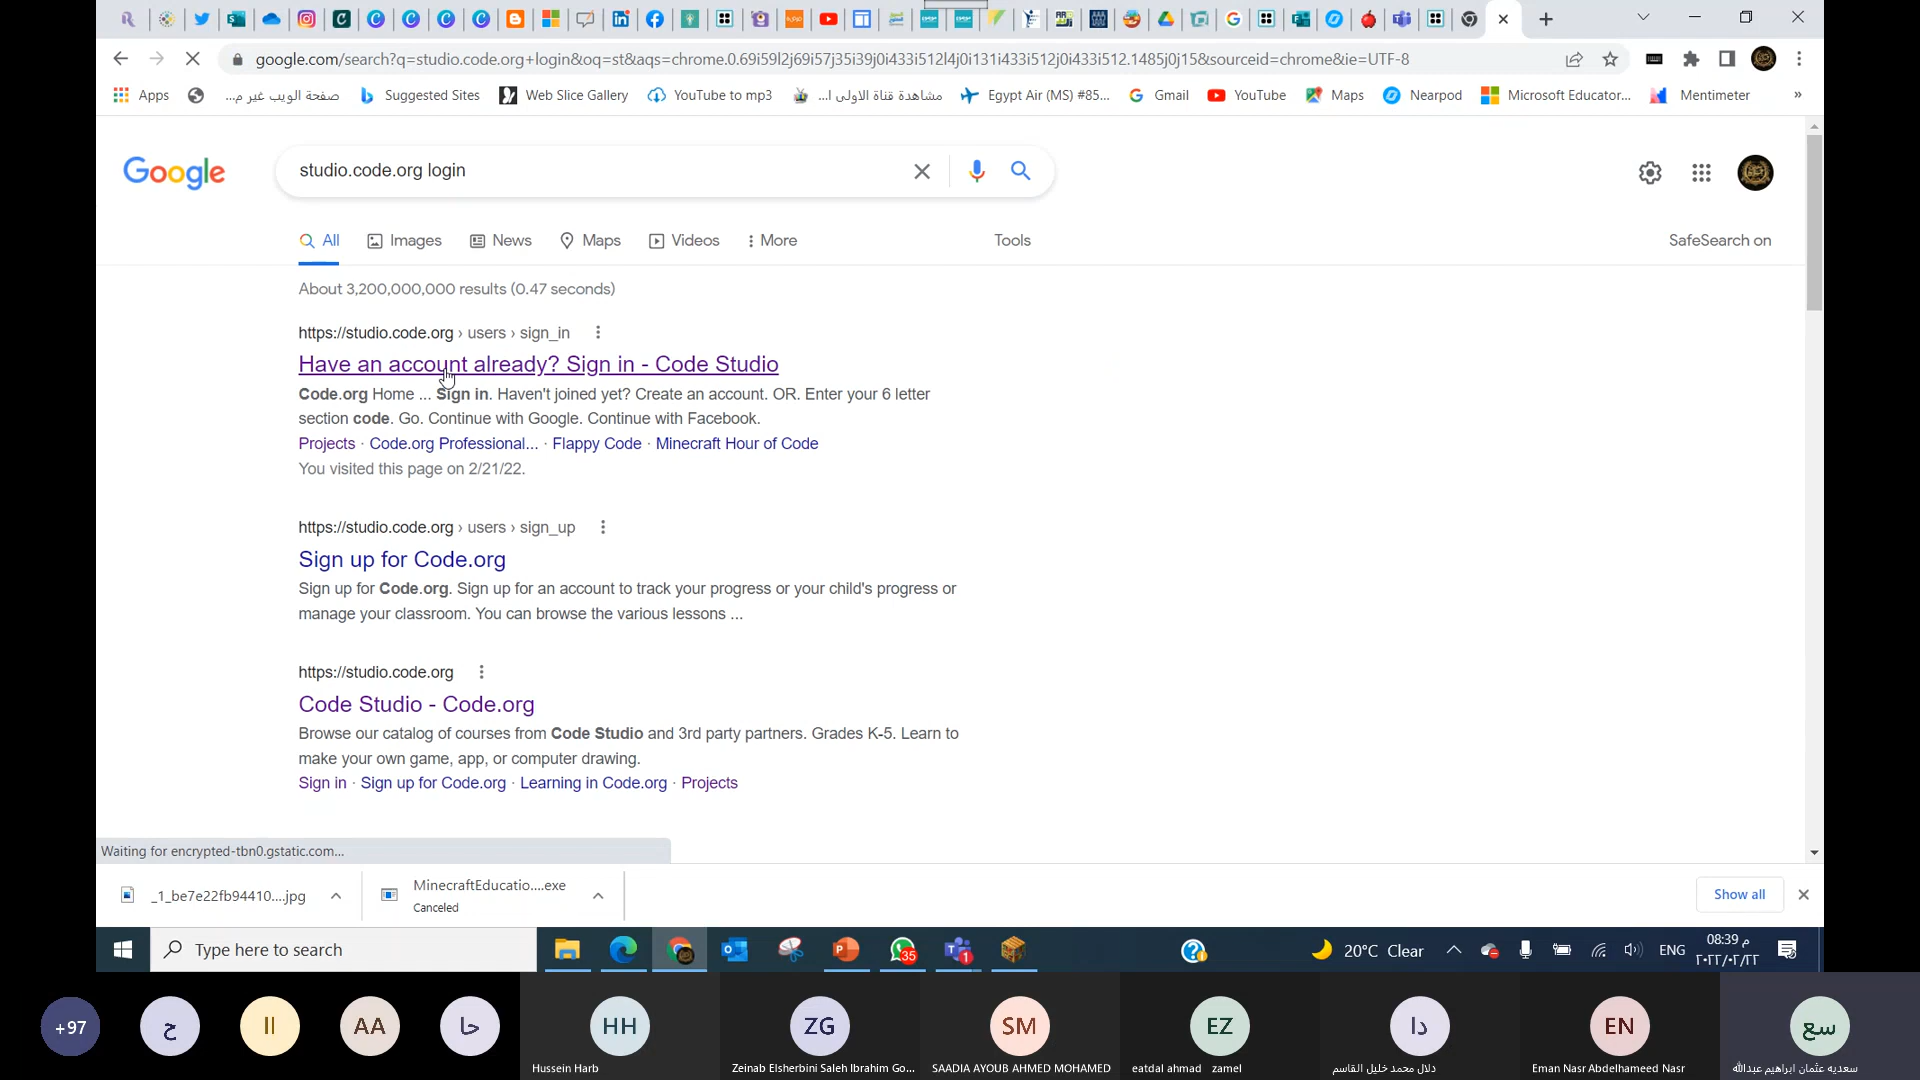 google.com/search?q=studio.code.org+login&oq=st&aqs=chrome.0.69i59l2j69i57j35i39j0i433i512l4j0i131i433i512j0i433i512.1485j0j15&sourceid=chrome&ie=UTF-8
Apps
صفحة الويب غير م...
Suggested Sites
Web Slice Gallery
YouTube to mp3
مشاهدة قناة الاولى ا...
Egypt Air (MS) #85...
Gmail
YouTube
Maps
Nearpod
Microsoft Educator...
Mentimeter
»
Google
studio.code.org login
All
Images
News
Maps
Videos
More
Tools
SafeSearch on
About 3,200,000,000 results (0.47 seconds)
https://studio.code.org › users › sign_in
Have an account already? Sign in - Code Studio
Code.org Home ... Sign in. Haven't joined yet? Create an account. OR. Enter your 6 letter
section code. Go. Continue with Google. Continue with Facebook.
Projects · Code.org Professional... · Flappy Code · Minecraft Hour of Code
You visited this page on 2/21/22.
https://studio.code.org › users › sign_up
Sign up for Code.org
Sign up for Code.org. Sign up for an account to track your progress or your child's progress or
manage your classroom. You can browse the various lessons ...
https://studio.code.org
Code Studio - Code.org
Browse our catalog of courses from Code Studio and 3rd party partners. Grades K-5. Learn to
make your own game, app, or computer drawing.
Sign in · Sign up for Code.org · Learning in Code.org · Projects
Waiting for encrypted-tbn0.gstatic.com...
_1_be7e22fb94410....jpg
MinecraftEducatio....exe
Canceled
Show all
Type here to search
35
1
20°C Clear
ENG
08:39 م
٢٠٢٢/٠٢/٢٢
+97
ح
اا
AA
حا
HH
Hussein Harb
ZG
Zeinab Elsherbini Saleh Ibrahim Go...
SM
SAADIA AYOUB AHMED MOHAMED
EZ
eatdal ahmad zamel
دا
دلال محمد خليل القاسم
EN
Eman Nasr Abdelhameed Nasr
سع
سعديه عثمان ابراهيم عبدالله